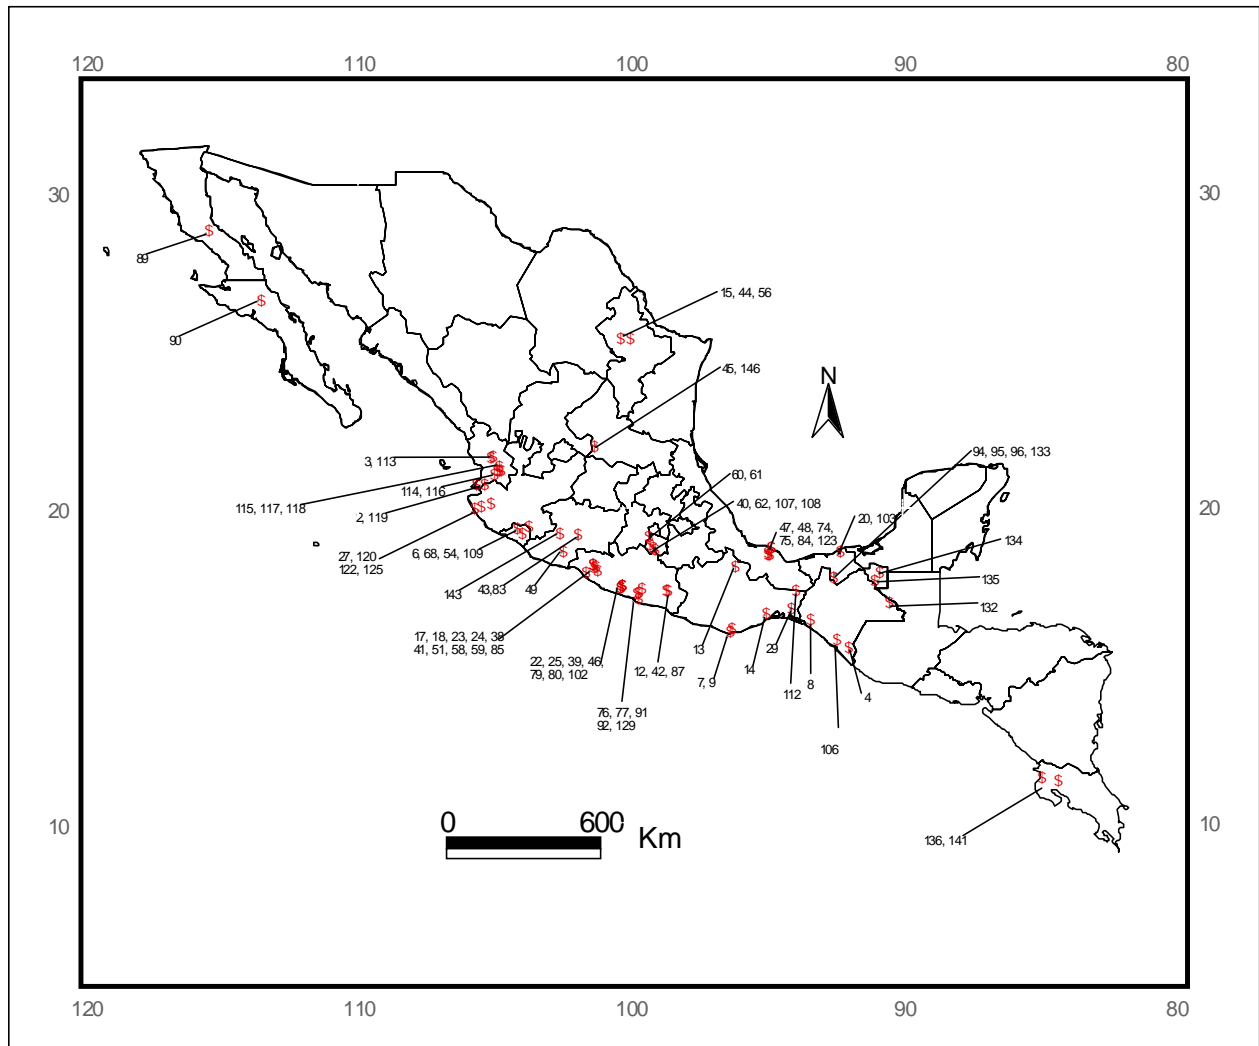 120 110 100 90 80
30 30
89
15, 44, 56
90
45, 146
N
94, 95, 96, 133
3, 113
60, 61
114, 116
40, 62, 107, 108
115, 117, 118
2, 119
20 20
47, 48, 74,
75, 84, 123
20, 103
134
27, 120
122, 125
6, 68, 54, 109
143
43,83
49
135
132
17, 18, 23, 24, 38
41, 51, 58, 59, 85
22, 25, 39, 46,
79, 80, 102
12, 42, 87
13
7, 9
14
29
112
8
4
76, 77, 91
92, 129
106
0 600
Km
10 10
136, 141
120 110 100 90 80